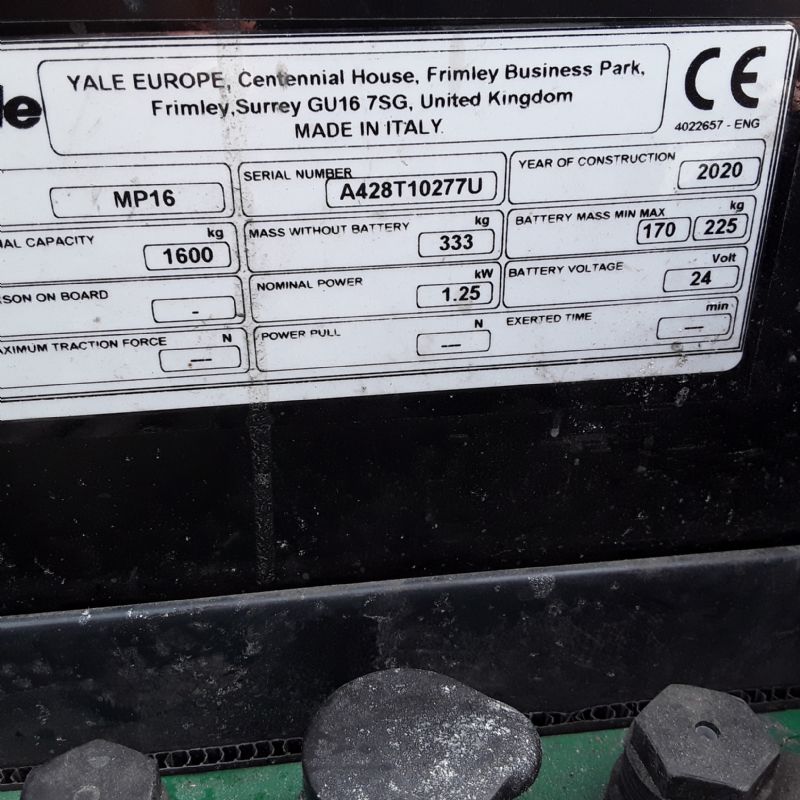 YALE EUROPE, Centennial House, Frimley Business Park,
Frimley,Surrey GU16 7SG, United Kingdom
MADE IN ITALY.
CE
4022657 - ENG
MP16
SERIAL NUMBER
A428T10277U
YEAR OF CONSTRUCTION
2020
CAPACITY kg
1600
MASS WITHOUT BATTERY kg
333
BATTERY MASS MIN MAX kg
170 225
ON BOARD
-
NOMINAL POWER kW
1.25
BATTERY VOLTAGE Volt
24
TRACTION FORCE N
—
POWER PULL N
—
EXERTED TIME min
—